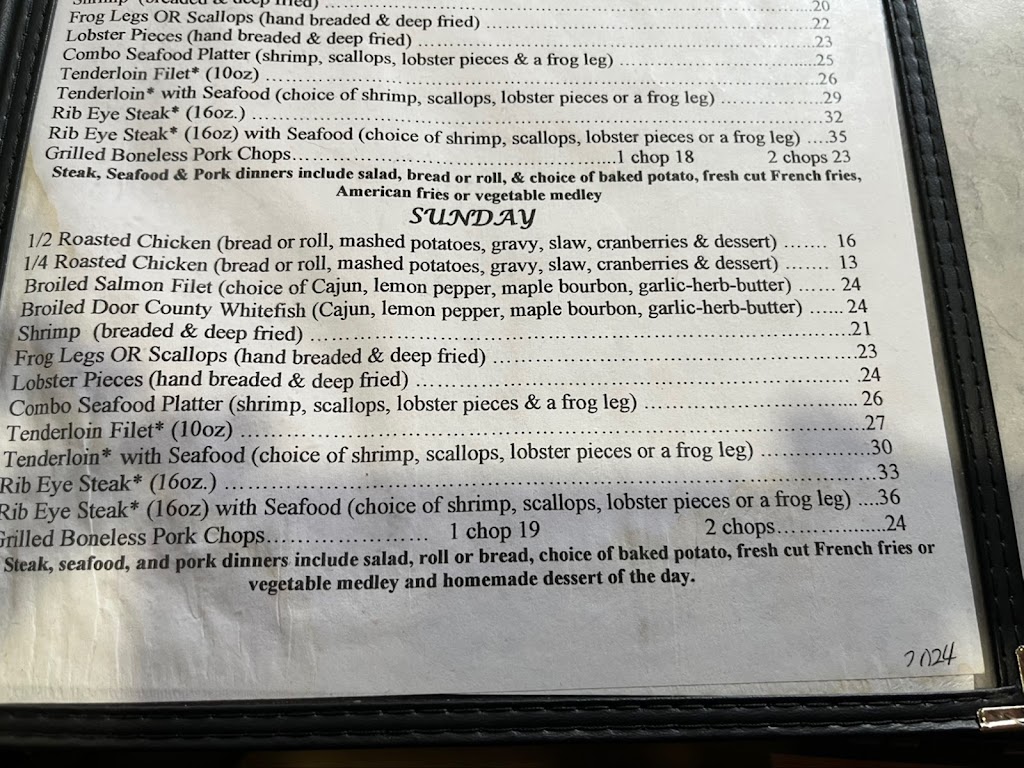 Shrimp (breaded & deep fried) ........ 20
Frog Legs OR Scallops (hand breaded & deep fried) ........ 22
Lobster Pieces (hand breaded & deep fried) ........ 23
Combo Seafood Platter (shrimp, scallops, lobster pieces & a frog leg) ........ 25
Tenderloin Filet* (10oz) ........ 26
Tenderloin* with Seafood (choice of shrimp, scallops, lobster pieces or a frog leg) ........ 29
Rib Eye Steak* (16oz.) ........ 32
Rib Eye Steak* (16oz) with Seafood (choice of shrimp, scallops, lobster pieces or a frog leg) ....35
Grilled Boneless Pork Chops........1 chop 18 2 chops 23
Steak, Seafood & Pork dinners include salad, bread or roll, & choice of baked potato, fresh cut French fries,
American fries or vegetable medley
SUNDAY
1/2 Roasted Chicken (bread or roll, mashed potatoes, gravy, slaw, cranberries & dessert) ....... 16
1/4 Roasted Chicken (bread or roll, mashed potatoes, gravy, slaw, cranberries & dessert) ....... 13
Broiled Salmon Filet (choice of Cajun, lemon pepper, maple bourbon, garlic-herb-butter) ...... 24
Broiled Door County Whitefish (Cajun, lemon pepper, maple bourbon, garlic-herb-butter) ...... 24
Shrimp (breaded & deep fried) ........ 21
Frog Legs OR Scallops (hand breaded & deep fried) ........ 23
Lobster Pieces (hand breaded & deep fried) ........ 24
Combo Seafood Platter (shrimp, scallops, lobster pieces & a frog leg) ........ 26
Tenderloin Filet* (10oz) ........ 27
Tenderloin* with Seafood (choice of shrimp, scallops, lobster pieces or a frog leg) ........ 30
Rib Eye Steak* (16oz.) ........ 33
Rib Eye Steak* (16oz) with Seafood (choice of shrimp, scallops, lobster pieces or a frog leg) ....36
Grilled Boneless Pork Chops........ 1 chop 19 2 chops........24
Steak, seafood, and pork dinners include salad, roll or bread, choice of baked potato, fresh cut French fries or
vegetable medley and homemade dessert of the day.
2024